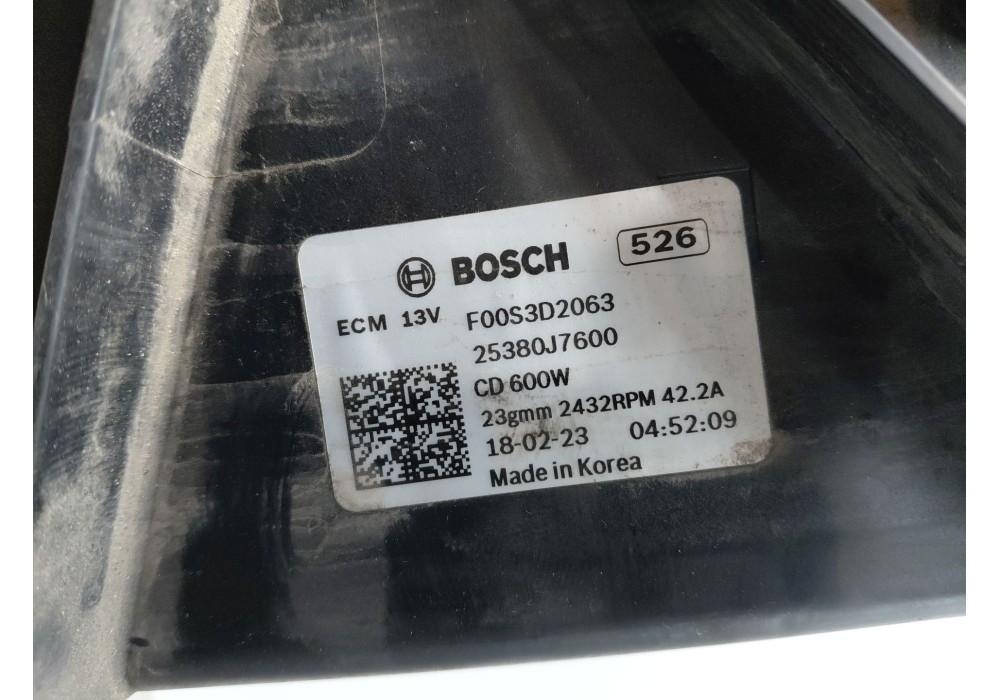 BOSCH 526
ECM 13V F00S3D2063
25380J7600
CD 600W
23gmm 2432RPM 42.2A
18-02-23 04:52:09
Made in Korea